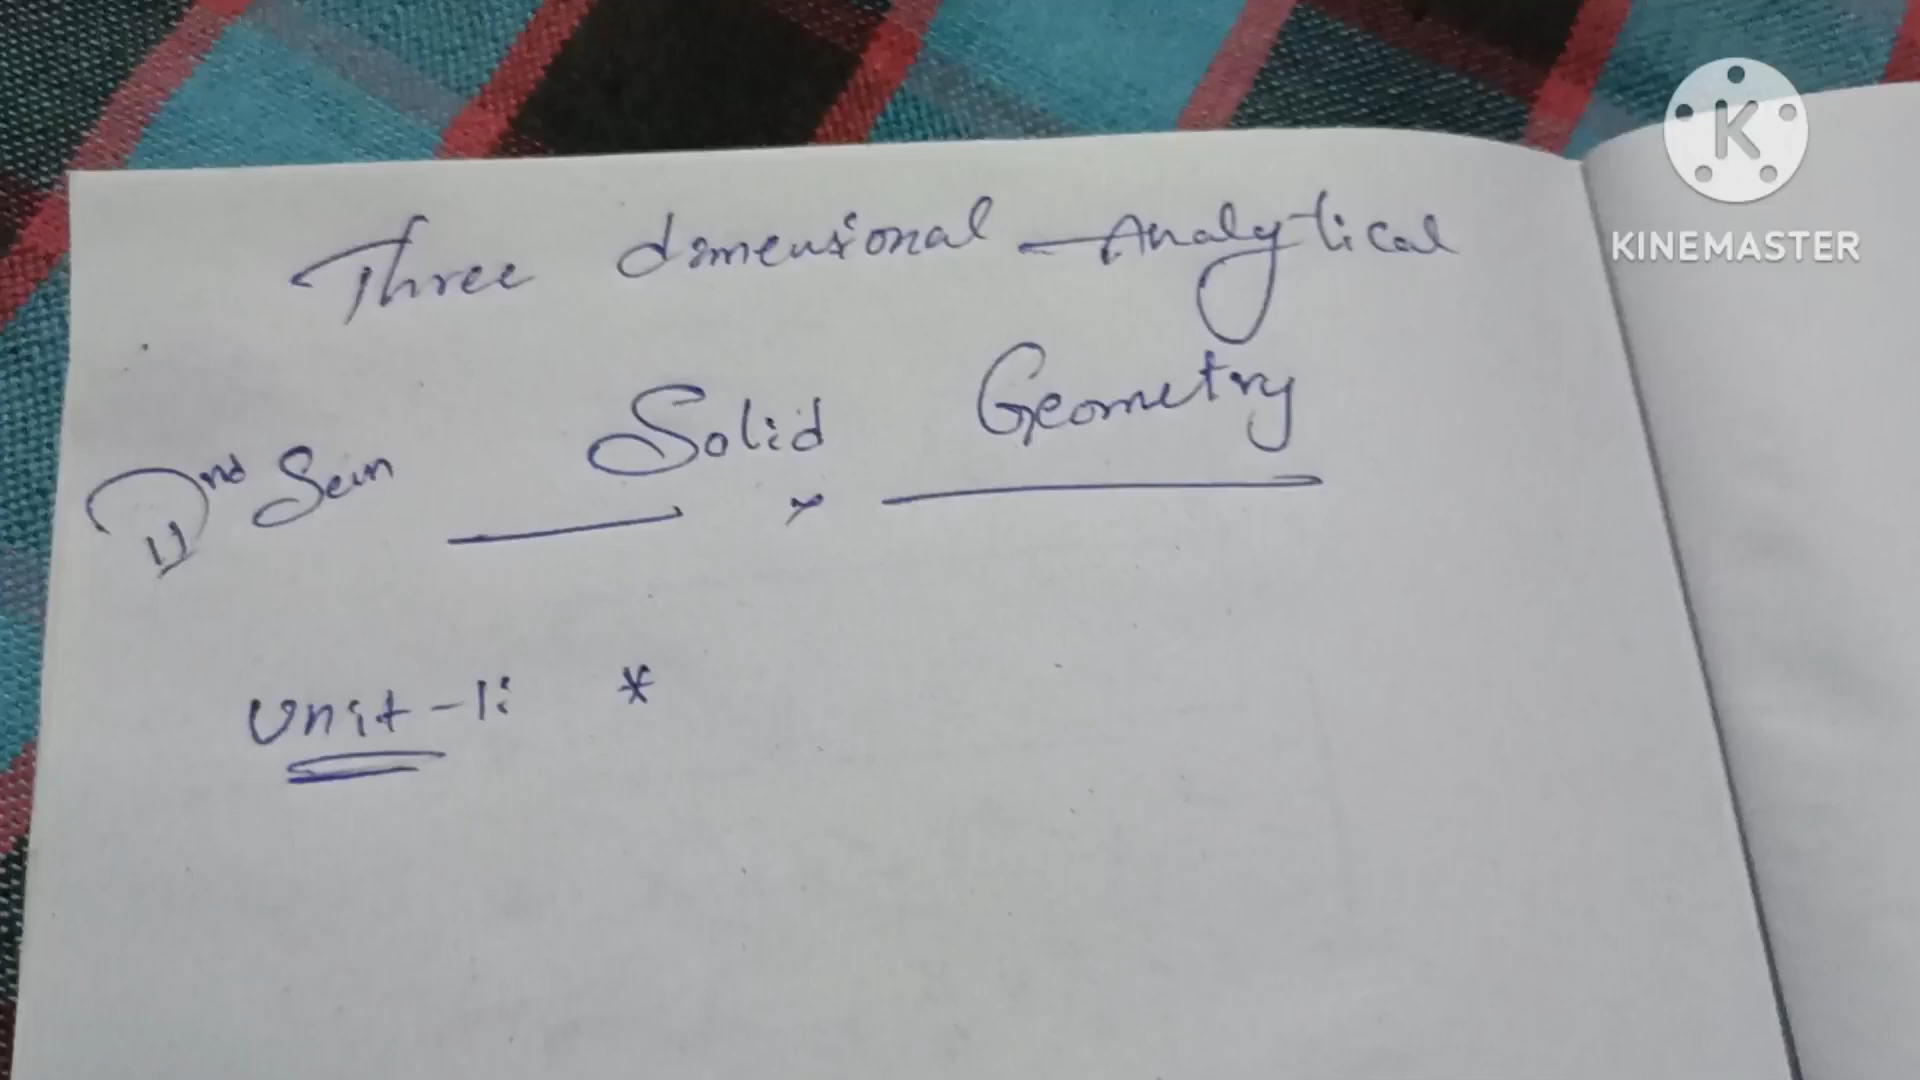 Three dimensional Analytical
Solid Geometry
IInd Sem
Unit-1: *
K
KINEMASTER